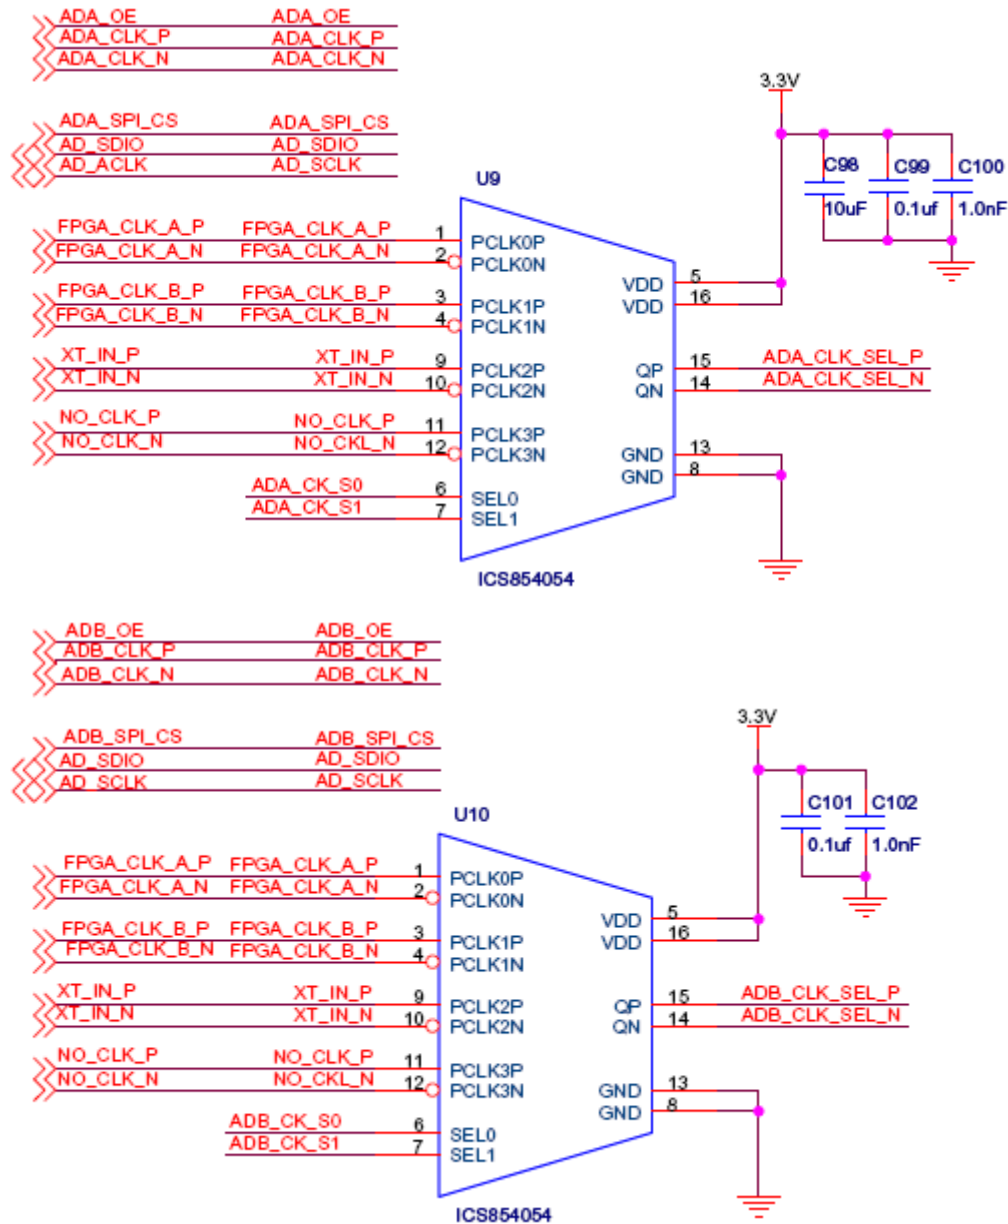 ADA_OE ADA_OE
ADA_CLK_P ADA_CLK_P
ADA_CLK_N ADA_CLK_N
3.3V
ADA_SPI_CS ADA_SPI_CS
AD_SDIO AD_SDIO
AD_ACLK AD_SCLK
C98 C99 C100
10uF 0.1uf 1.0nF
U9
FPGA_CLK_A_P FPGA_CLK_A_P 1 PCLK0P
FPGA_CLK_A_N FPGA_CLK_A_N 2 PCLK0N
VDD 5
VDD 16
FPGA_CLK_B_P FPGA_CLK_B_P 3 PCLK1P
FPGA_CLK_B_N FPGA_CLK_B_N 4 PCLK1N
XT_IN_P XT_IN_P 9 PCLK2P QP 15 ADA_CLK_SEL_P
XT_IN_N XT_IN_N 10 PCLK2N QN 14 ADA_CLK_SEL_N
NO_CLK_P NO_CLK_P 11 PCLK3P
NO_CLK_N NO_CKL_N 12 PCLK3N GND 13
GND 8
ADA_CK_S0 6 SEL0
ADA_CK_S1 7 SEL1
ICS854054
ADB_OE ADB_OE
ADB_CLK_P ADB_CLK_P
ADB_CLK_N ADB_CLK_N
3.3V
ADB_SPI_CS ADB_SPI_CS
AD_SDIO AD_SDIO
AD_SCLK AD_SCLK
C101 C102
0.1uf 1.0nF
U10
FPGA_CLK_A_P FPGA_CLK_A_P 1 PCLK0P
FPGA_CLK_A_N FPGA_CLK_A_N 2 PCLK0N
VDD 5
VDD 16
FPGA_CLK_B_P FPGA_CLK_B_P 3 PCLK1P
FPGA_CLK_B_N FPGA_CLK_B_N 4 PCLK1N
XT_IN_P XT_IN_P 9 PCLK2P QP 15 ADB_CLK_SEL_P
XT_IN_N XT_IN_N 10 PCLK2N QN 14 ADB_CLK_SEL_N
NO_CLK_P NO_CLK_P 11 PCLK3P
NO_CLK_N NO_CKL_N 12 PCLK3N GND 13
GND 8
ADB_CK_S0 6 SEL0
ADB_CK_S1 7 SEL1
ICS854054